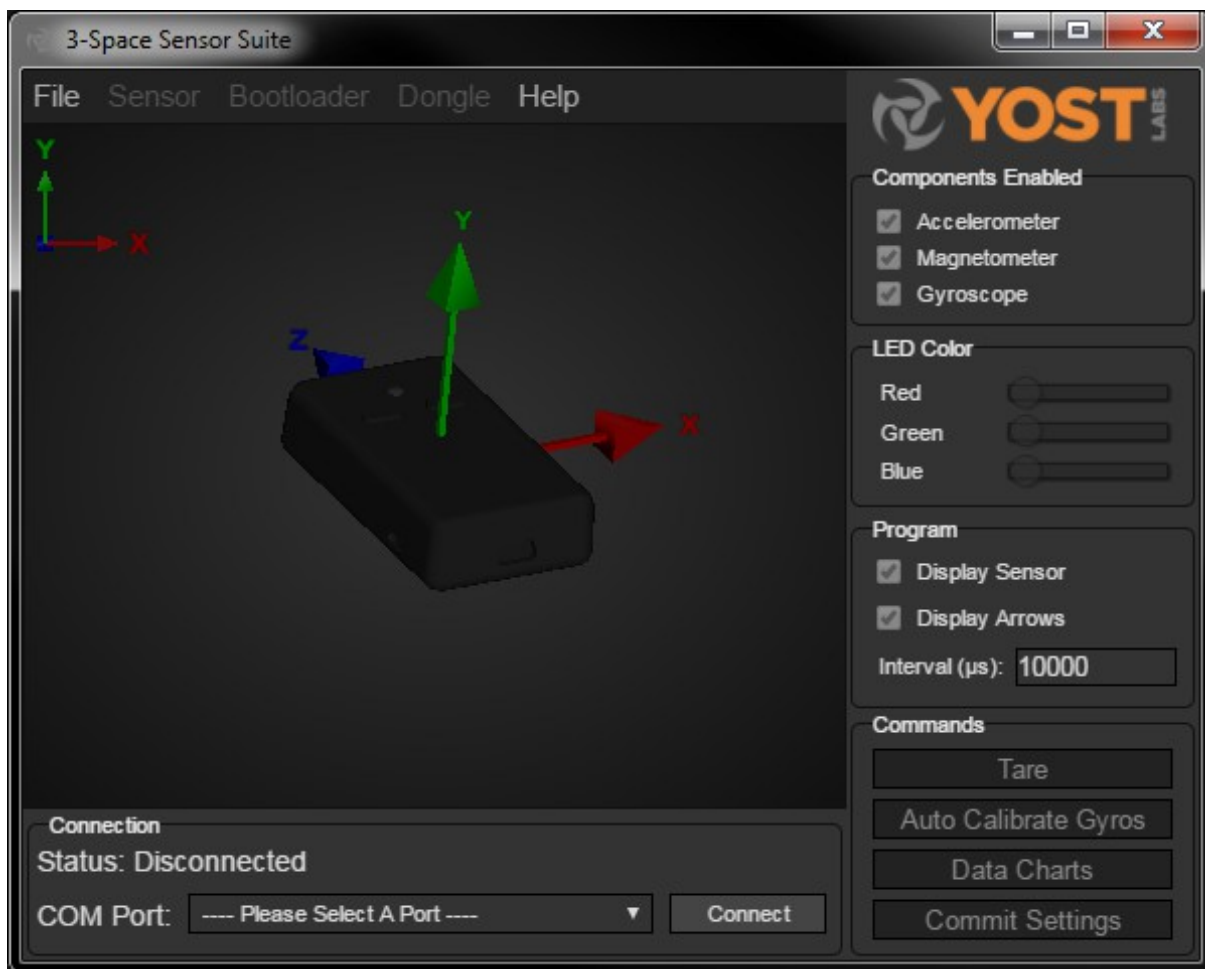 3-Space Sensor Suite
File Sensor Bootloader Dongle Help
YOST LABS
Y
X
Y
Z
X
Components Enabled
Accelerometer
Magnetometer
Gyroscope
LED Color
Red
Green
Blue
Program
Display Sensor
Display Arrows
Interval (µs): 10000
Commands
Tare
Auto Calibrate Gyros
Data Charts
Commit Settings
Connection
Status: Disconnected
COM Port: ---- Please Select A Port ---- Connect